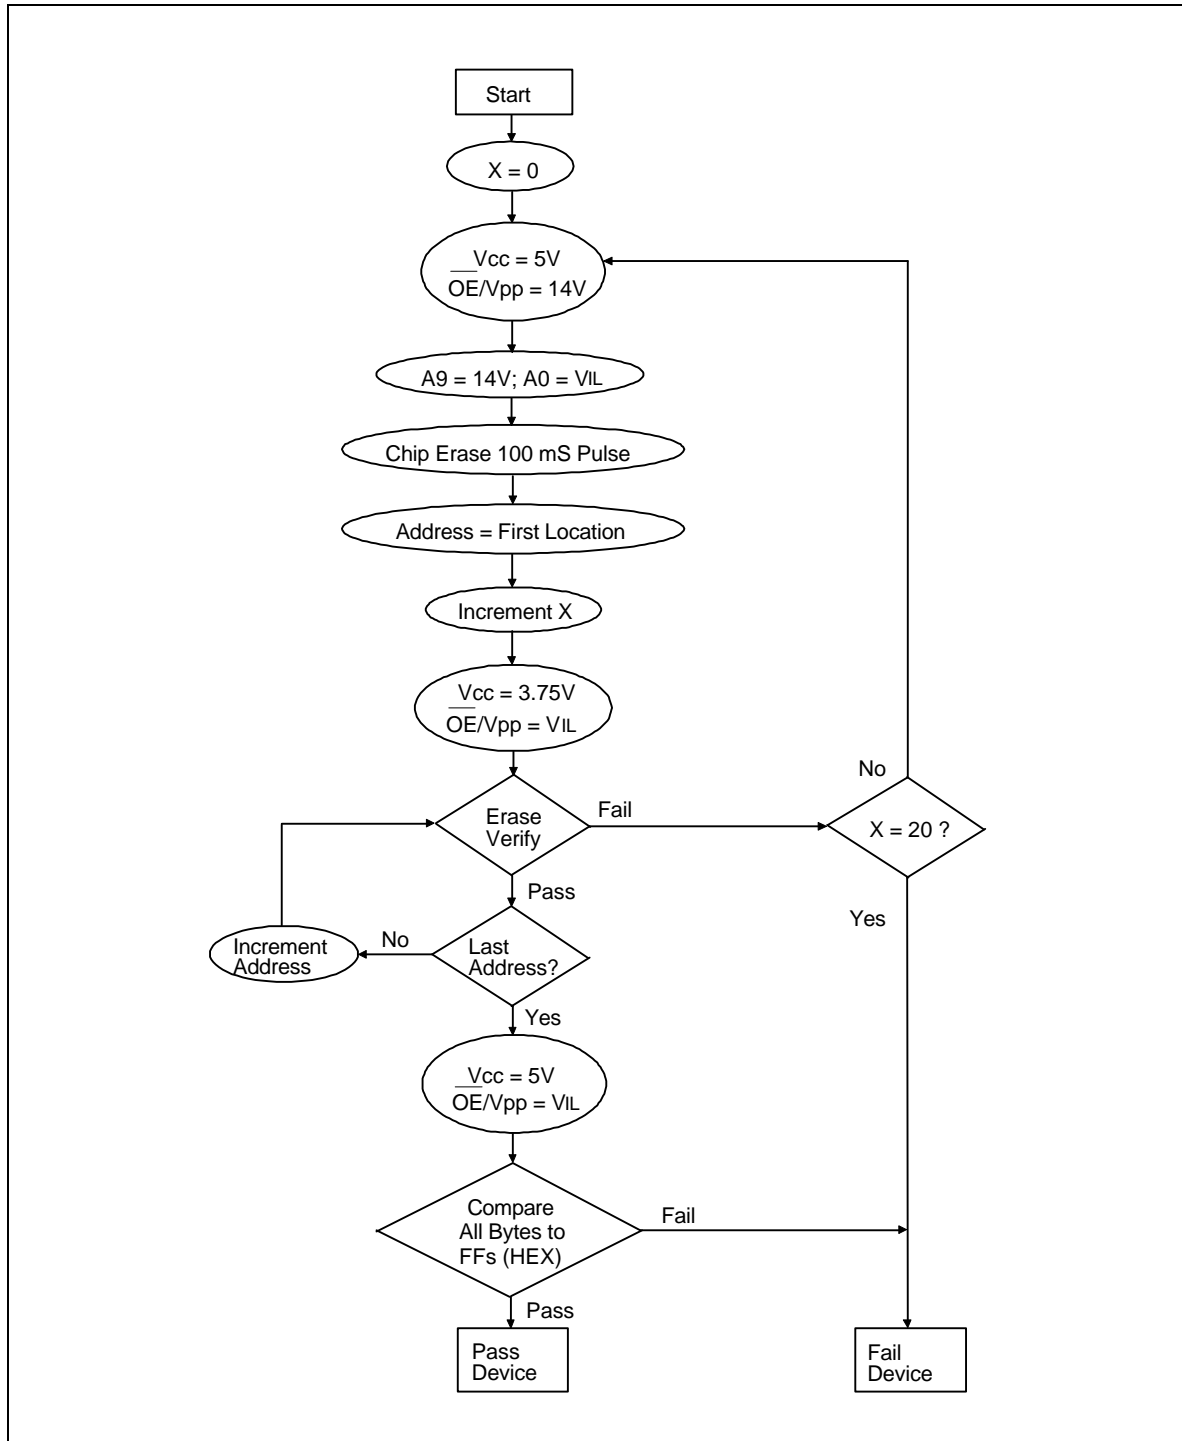 Start
X = 0
Vcc = 5V
OE/Vpp = 14V
A9 = 14V; A0 = VIL
Chip Erase 100 mS Pulse
Address = First Location
Increment X
Vcc = 3.75V
OE/Vpp = VIL
No
Erase
Verify
Fail
X = 20 ?
Pass
Yes
Increment
Address
No
Last
Address?
Yes
Vcc = 5V
OE/Vpp = VIL
Compare
All Bytes to
FFs (HEX)
Fail
Pass
Pass
Device
Fail
Device